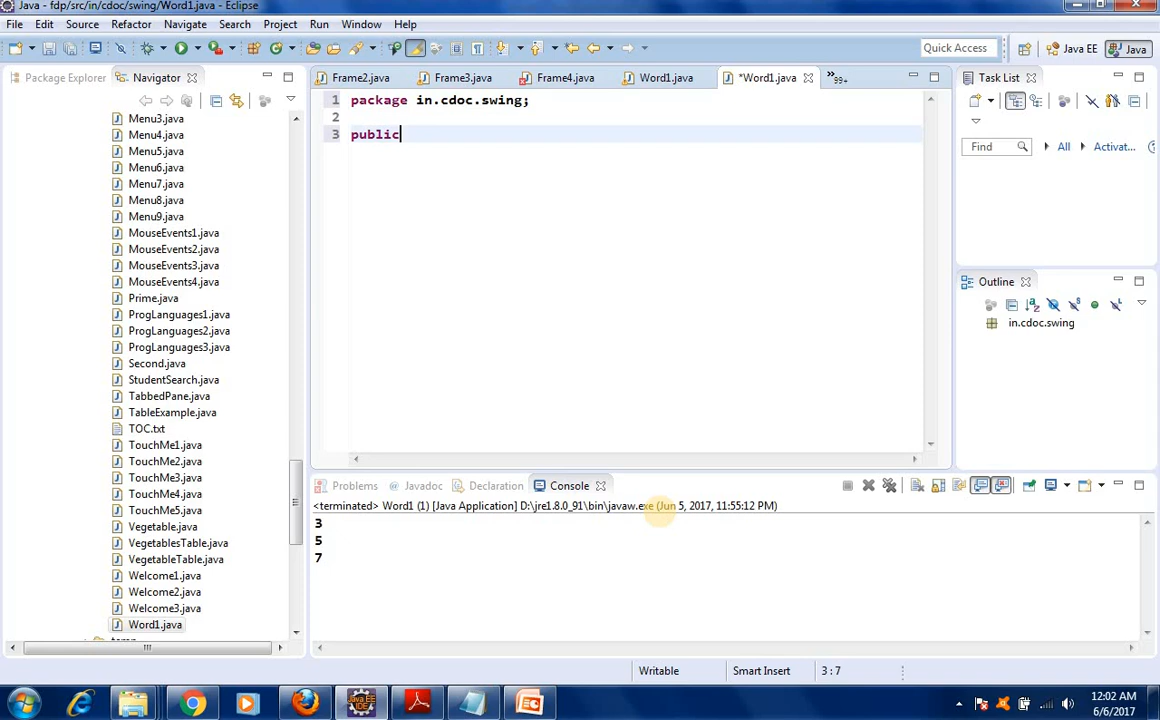 Java - fdp/src/in/cdoc/swing/Word1.java - Eclipse
File Edit Source Refactor Navigate Search Project Run Window Help
Quick Access Java EE Java
Package Explorer Navigator
Frame2.java Frame3.java Frame4.java Word1.java *Word1.java »99+
Task List
Menu3.java
Menu4.java
Menu5.java
Menu6.java
Menu7.java
Menu8.java
Menu9.java
MouseEvents1.java
MouseEvents2.java
MouseEvents3.java
MouseEvents4.java
Prime.java
ProgLanguages1.java
ProgLanguages2.java
ProgLanguages3.java
Second.java
StudentSearch.java
TabbedPane.java
TableExample.java
TOC.txt
TouchMe1.java
TouchMe2.java
TouchMe3.java
TouchMe4.java
TouchMe5.java
Vegetable.java
VegetablesTable.java
VegetableTable.java
Welcome1.java
Welcome2.java
Welcome3.java
Word1.java
1 package in.cdoc.swing;
2
3 public
Find All Activat...
Outline
in.cdoc.swing
Problems Javadoc Declaration Console
<terminated> Word1 (1) [Java Application] D:\jre1.8.0_91\bin\javaw.exe (Jun 5, 2017, 11:55:12 PM)
3
5
7
Writable Smart Insert 3 : 7
Java EE IDE
12:02 AM
6/6/2017